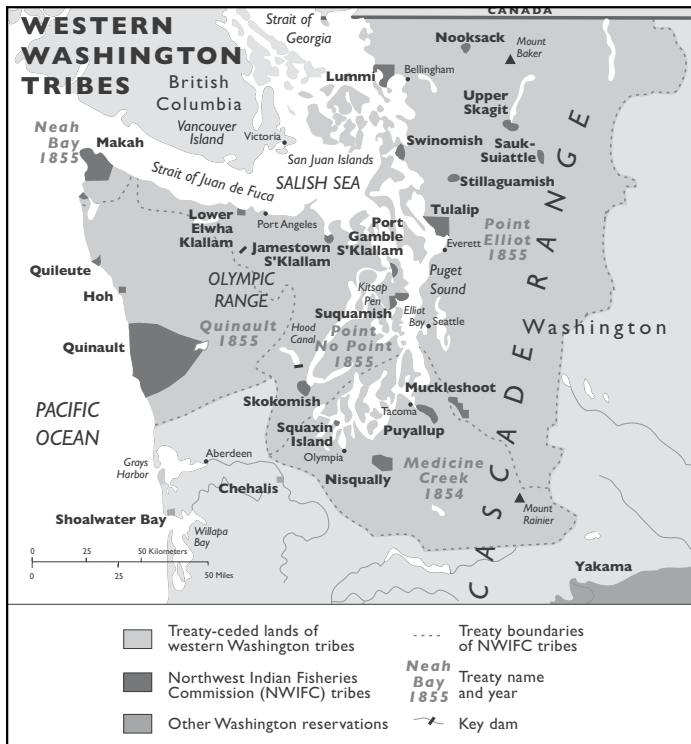 WESTERN
WASHINGTON
TRIBES
CANADA
Strait of
Georgia
Nooksack
Mount
Baker
Lummi
Bellingham
British
Columbia
Upper
Skagit
Vancouver
Island
Neah
Bay
1855
Makah
Victoria
Swinomish
Sauk-
Suiattle
San Juan Islands
Strait of Juan de Fuca
SALISH SEA
Stillaguamish
Lower
Elwha
Klallàm
Port Angeles
Port
Gamble
S'Klallam
Tulalip
Point
Elliot
1855
Jamestown
S'Klallam
Everett
Quileute
OLYMPIC
RANGE
Kitsap
Pen
Puget
Sound
Hoh
Suquamish
Elliot
Bay
Seattle
Washington
Quinault
1855
Hood
Canal
Point
No Point
1855
Quinault
CASCADE RANGE
Muckleshoot
Skokomish
Tacoma
PACIFIC
OCEAN
Squaxin
Island
Puyallup
Olympia
Aberdeen
Grays
Harbor
Nisqually
Medicine
Creek
1854
Chehalis
Mount
Rainier
Shoalwater Bay
Willapa
Bay
0 25 50 Kilometers
0 25 50 Miles
Yakama
Treaty-ceded lands of
western Washington tribes
Northwest Indian Fisheries
Commission (NWIFC) tribes
Other Washington reservations
Treaty boundaries
of NWIFC tribes
Neah
Bay
1855
Treaty name
and year
Key dam